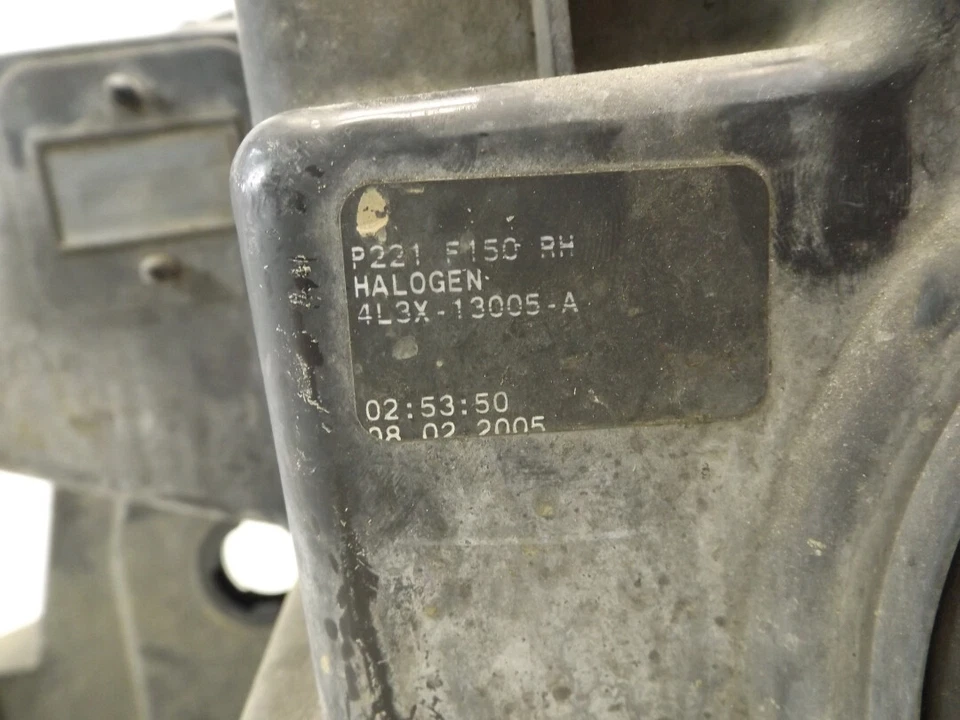 P221 F150 RH
HALOGEN
4L3X-13005-A
02:53:50
08 02 2005